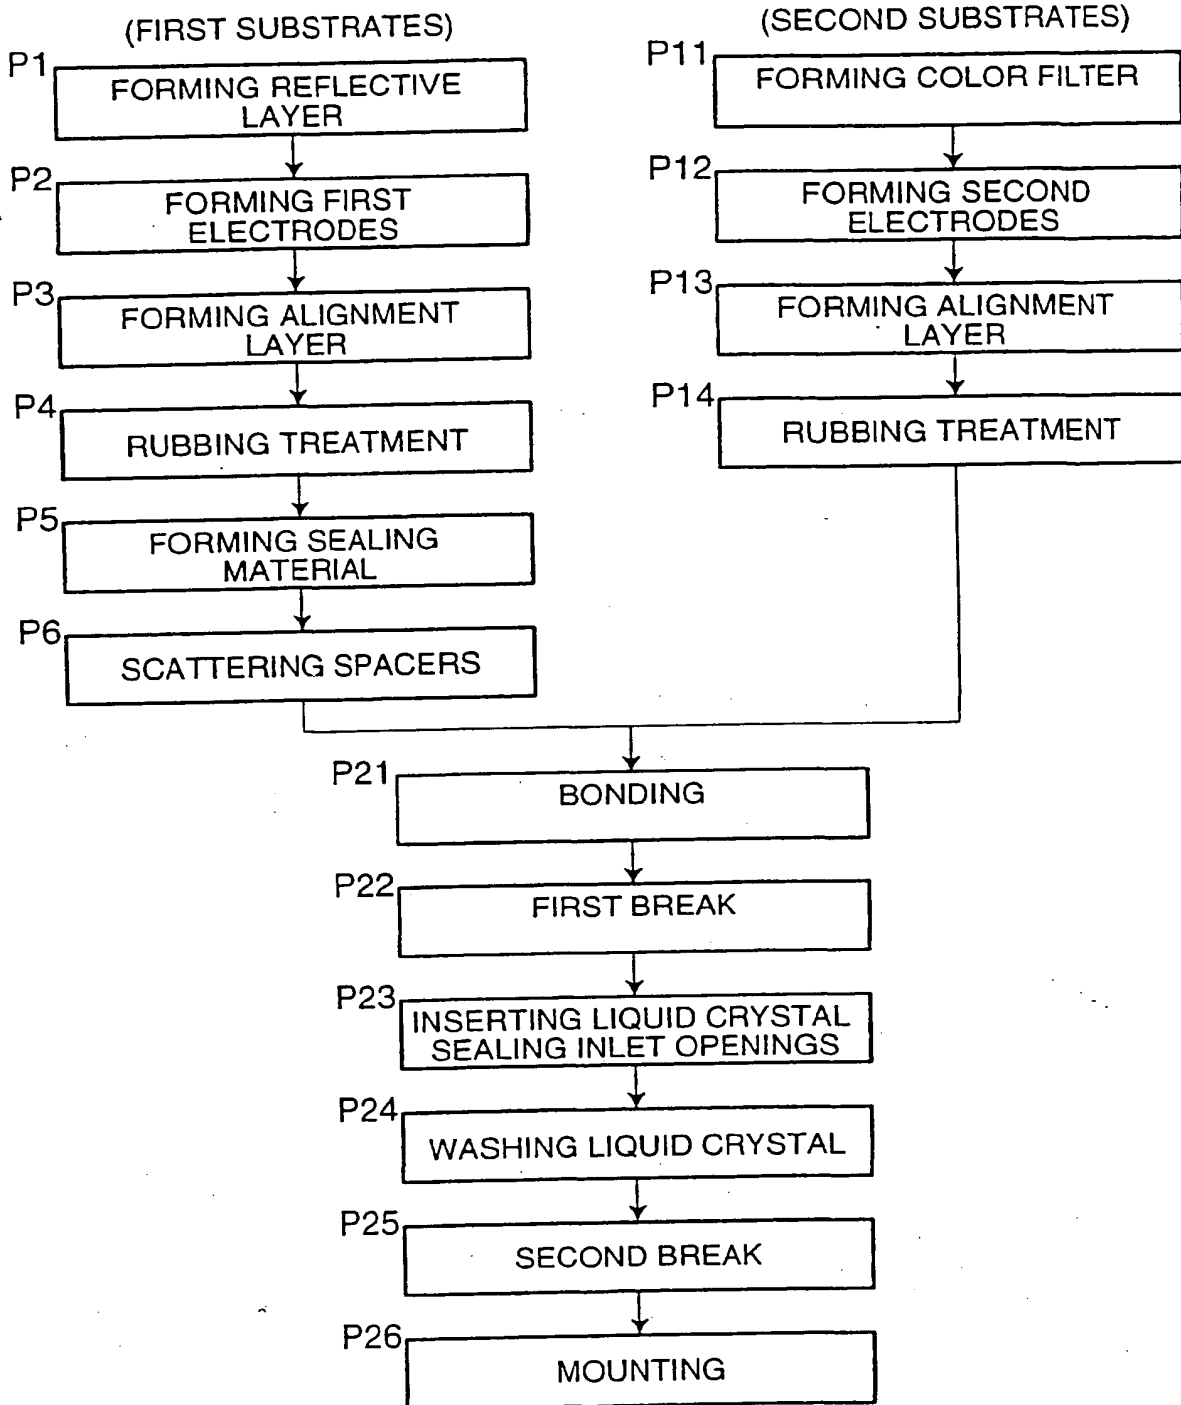 (FIRST SUBSTRATES)
P1
FORMING REFLECTIVE
LAYER
P2
FORMING FIRST
ELECTRODES
P3
FORMING ALIGNMENT
LAYER
P4
RUBBING TREATMENT
P5
FORMING SEALING
MATERIAL
P6
SCATTERING SPACERS
(SECOND SUBSTRATES)
P11
FORMING COLOR FILTER
P12
FORMING SECOND
ELECTRODES
P13
FORMING ALIGNMENT
LAYER
P14
RUBBING TREATMENT
P21
BONDING
P22
FIRST BREAK
P23
INSERTING LIQUID CRYSTAL
SEALING INLET OPENINGS
P24
WASHING LIQUID CRYSTAL
P25
SECOND BREAK
P26
MOUNTING